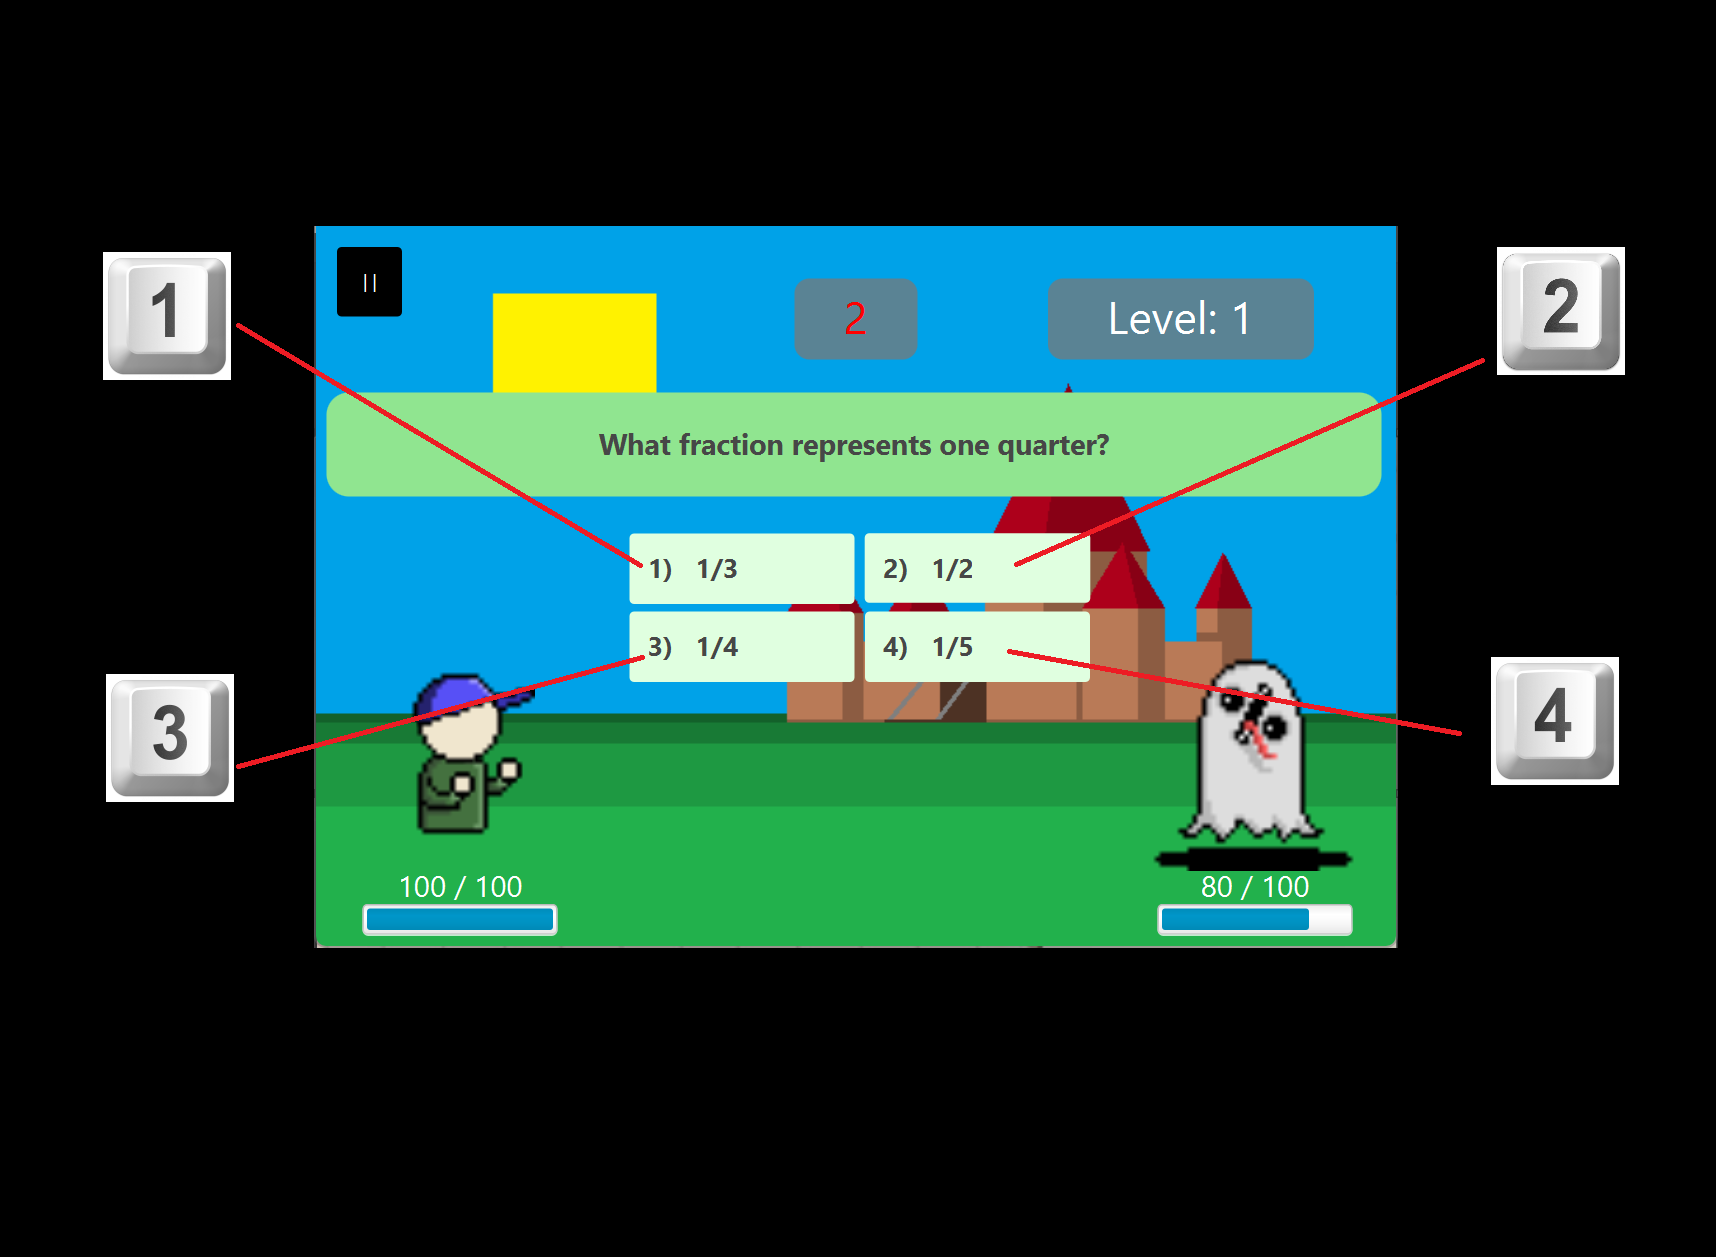 1
2
||
2
Level: 1
What fraction represents one quarter?
1) 1/3
2) 1/2
3) 1/4
4) 1/5
3
4
100 / 100
80 / 100